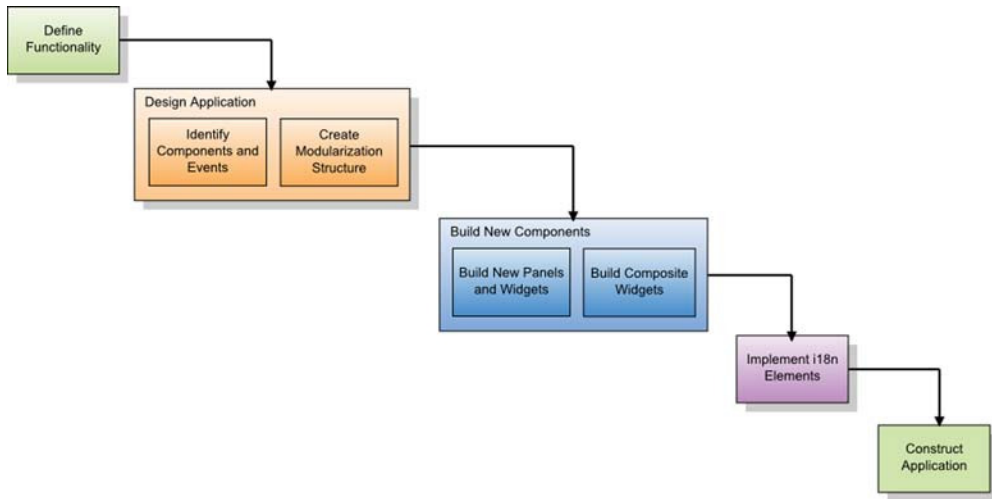 Define
Functionality
Design Application
Identify
Components and
Events
Create
Modularization
Structure
Build New Components
Build New Panels
and Widgets
Build Composite
Widgets
Implement i18n
Elements
Construct
Application